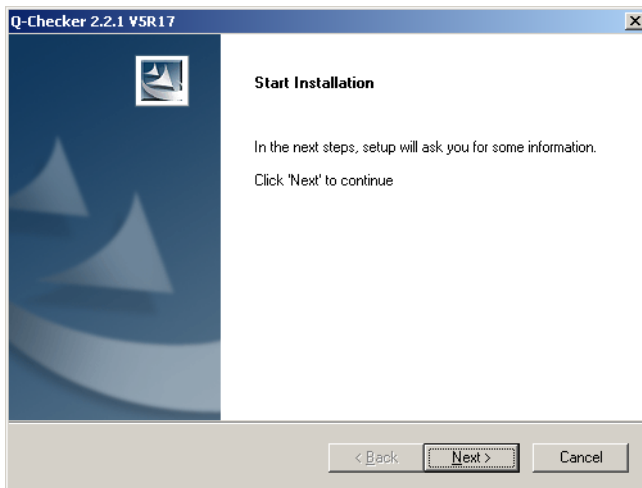 Q-Checker 2.2.1 V5R17
Start Installation
In the next steps, setup will ask you for some information.
Click 'Next' to continue
< Back Next > Cancel